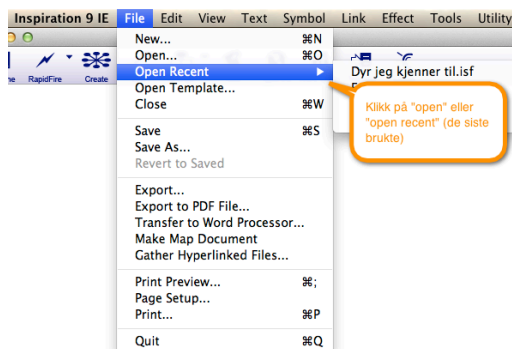 Inspiration 9 IE File Edit View Text Symbol Link Effect Tools Utility
New... ⌘N
Open... ⌘O
Open Recent ▶ Dyr jeg kjenner til.isf
RapidFire Create
Open Template...
Close ⌘W
Klikk på "open" eller
"open recent" (de siste
brukte)
Save ⌘S
Save As...
Revert to Saved
Export...
Export to PDF File...
Transfer to Word Processor...
Make Map Document
Gather Hyperlinked Files...
Print Preview... ⌘;
Page Setup...
Print... ⌘P
Quit ⌘Q